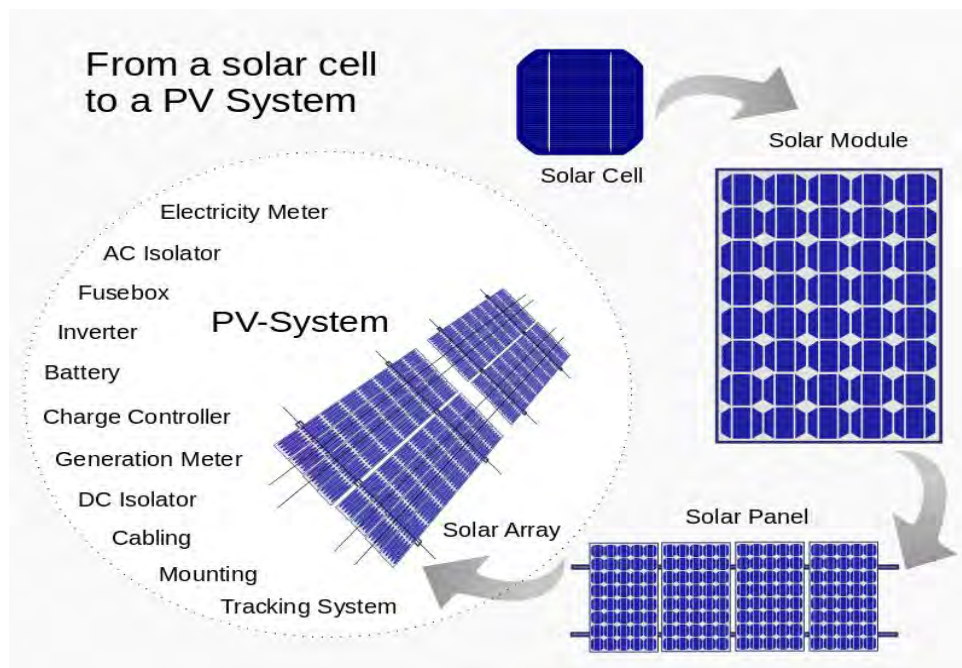 From a solar cell
to a PV System
Solar Cell
Solar Module
Solar Panel
Solar Array
PV-System
Electricity Meter
AC Isolator
Fusebox
Inverter
Battery
Charge Controller
Generation Meter
DC Isolator
Cabling
Mounting
Tracking System